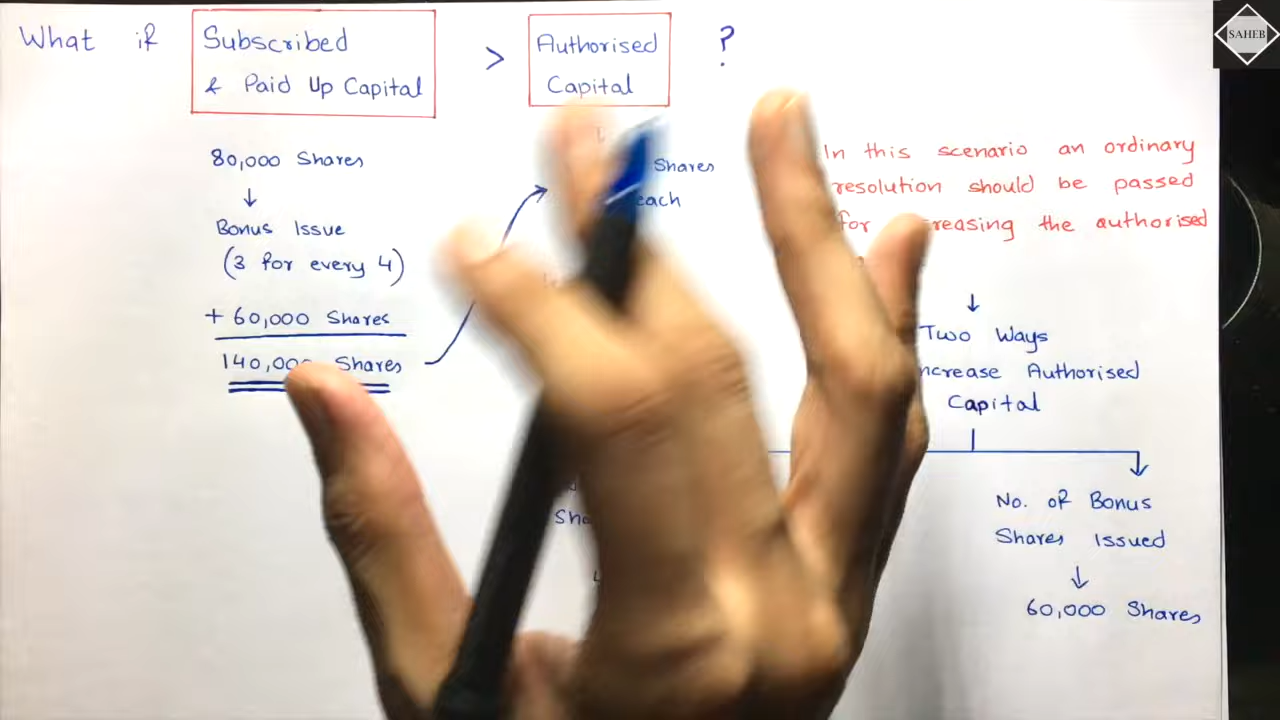 What if Subscribed & Paid Up Capital > Authorised Capital ?
80,000 Shares
↓
Bonus Issue
(3 for every 4)
+ 60,000 Shares
Shares
Shares
each
In this scenario an ordinary
resolution should be passed
for the authorised
↓
Two Ways
Authorised
Capital
No. of Bonus
Shares Issued
↓
60,000 Shares
SAHEB